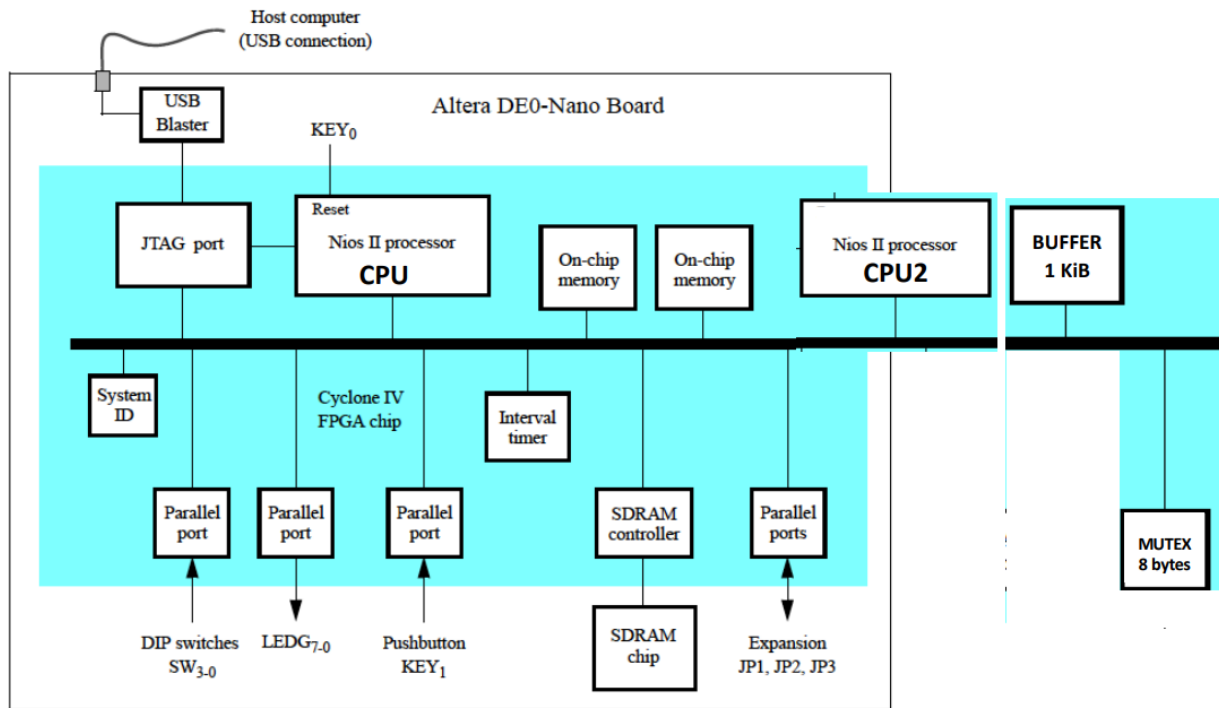 Host computer
(USB connection)
Altera DE0-Nano Board
USB
Blaster
KEY0
JTAG port
Reset
Nios II processor
CPU
On-chip
memory
On-chip
memory
Nios II processor
CPU2
BUFFER
1 KiB
System
ID
Cyclone IV
FPGA chip
Interval
timer
Parallel
port
Parallel
port
Parallel
port
SDRAM
controller
Parallel
ports
MUTEX
8 bytes
DIP switches
SW3-0
LEDG7-0
Pushbutton
KEY1
SDRAM
chip
Expansion
JP1, JP2, JP3